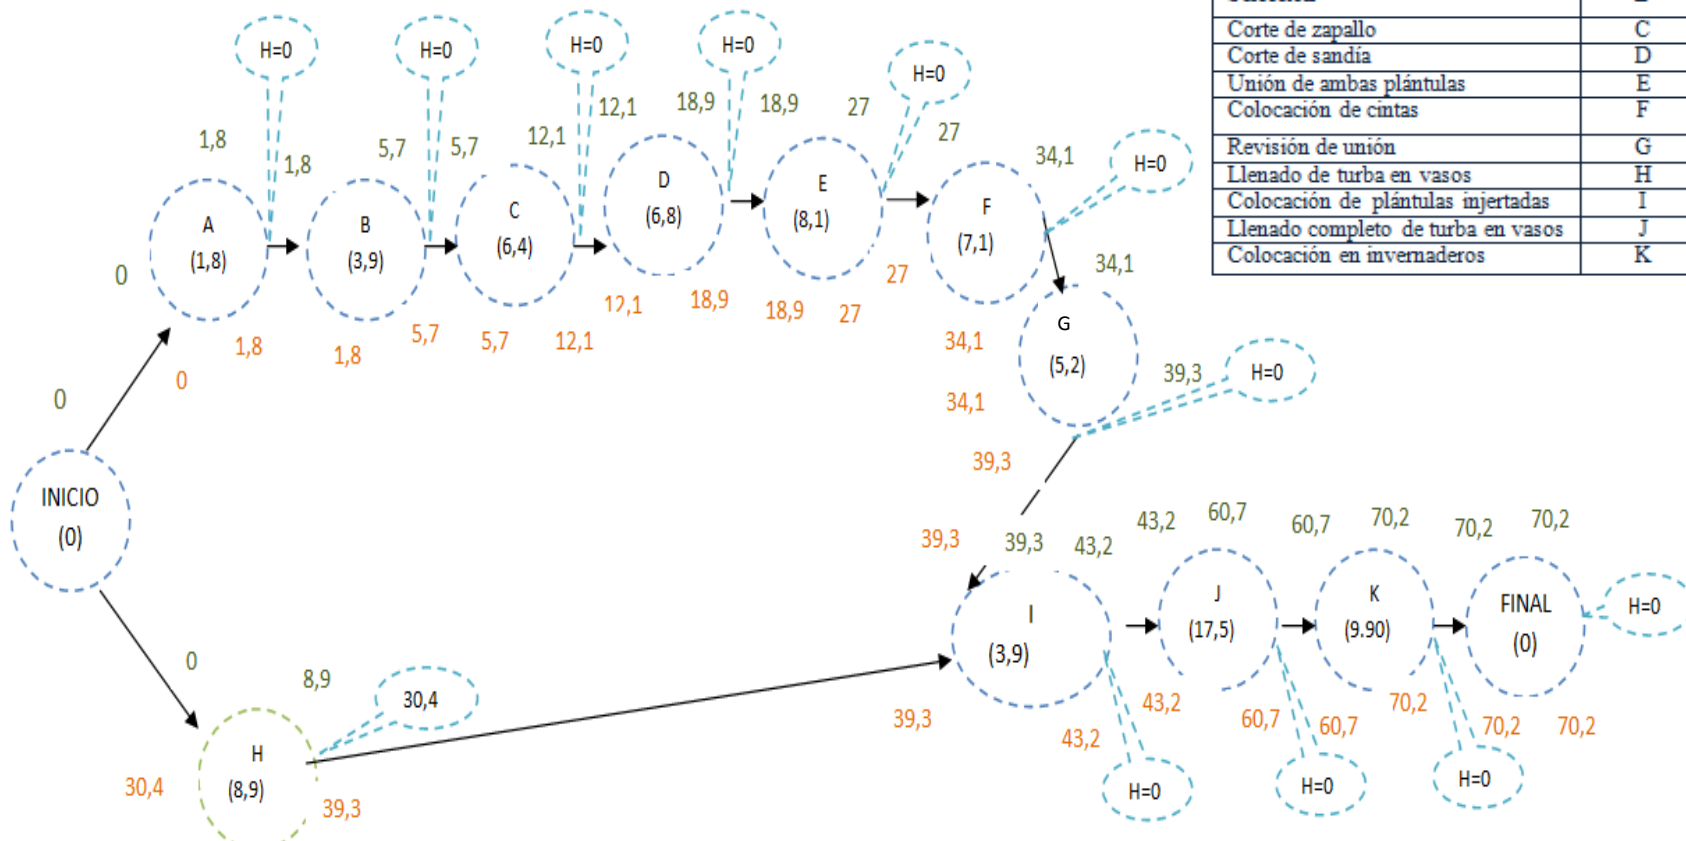 H=0
H=0
H=0
H=0
H=0
H=0
1,8
1,8
5,7
5,7
12,1
12,1
18,9
18,9
27
27
34,1
34,1
A
(1,8)
B
(3,9)
C
(6,4)
D
(6,8)
E
(8,1)
F
(7,1)
G
(5,2)
0
0
0
1,8
1,8
5,7
5,7
12,1
12,1
18,9
18,9
27
27
34,1
34,1
39,3
39,3
H=0
INICIO
(0)
39,3
39,3
43,2
43,2
60,7
60,7
70,2
70,2
70,2
I
(3,9)
J
(17,5)
K
(9.90)
FINAL
(0)
H=0
0
8,9
30,4
H
(8,9)
30,4
39,3
39,3
43,2
43,2
60,7
60,7
70,2
70,2
70,2
H=0
H=0
H=0
Corte de zapallo C
Corte de sandía D
Unión de ambas plántulas E
Colocación de cintas F
Revisión de unión G
Llenado de turba en vasos H
Colocación de plántulas injertadas I
Llenado completo de turba en vasos J
Colocación en invernaderos K